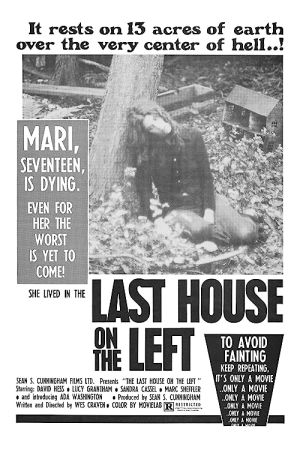 It rests on 13 acres of earth
over the very center of hell..!
MARI,
SEVENTEEN,
IS DYING.
EVEN FOR
HER THE
WORST
IS YET TO
COME!
SHE LIVED IN THE
LAST HOUSE
ON
THE LEFT
TO AVOID
FAINTING
KEEP REPEATING,
IT'S ONLY A MOVIE
..ONLY A MOVIE
..ONLY A MOVIE
..ONLY A MOVIE
..ONLY A MOVIE
SEAN S. CUNNINGHAM FILMS LTD. Presents "THE LAST HOUSE ON THE LEFT"
Starring: DAVID HESS • LUCY GRANTHAM • SANDRA CASSEL • MARC SHEFFLER
• and introducing ADA WASHINGTON • Produced by SEAN S. CUNNINGHAM
Written and Directed by WES CRAVEN • COLOR BY MOVIELAB R RESTRICTED